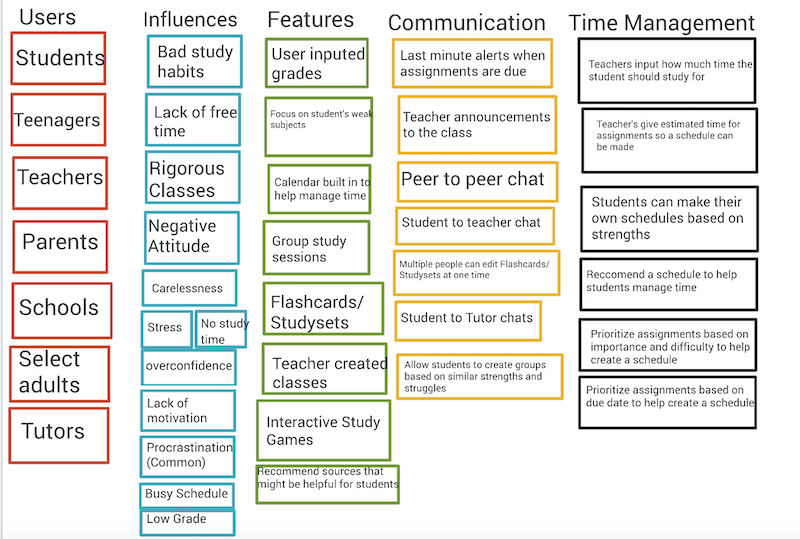 Users
Students
Teenagers
Teachers
Parents
Schools
Select
adults
Tutors
Influences
Bad study
habits
Lack of free
time
Rigorous
Classes
Negative
Attitude
Carelessness
Stress
No study
time
overconfidence
Lack of
motivation
Procrastination
(Common)
Busy Schedule
Low Grade
Features
User inputed
grades
Focus on student's weak
subjects
Calendar built in to
help manage time
Group study
sessions
Flashcards/
Studysets
Teacher created
classes
Interactive Study
Games
Recommend sources that
might be helpful for students
Communication
Last minute alerts when
assignments are due
Teacher announcements
to the class
Peer to peer chat
Student to teacher chat
Multiple people can edit Flashcards/
Studysets at one time
Student to Tutor chats
Allow students to create groups
based on similar strengths and
struggles
Time Management
Teachers input how much time the
student should study for
Teacher's give estimated time for
assignments so a schedule can
be made
Students can make their
own schedules based on
strengths
Reccomend a schedule to help
students manage time
Prioritize assignments based on
importance and difficulty to help
create a schedule
Prioritize assignments based on
due date to help create a schedule